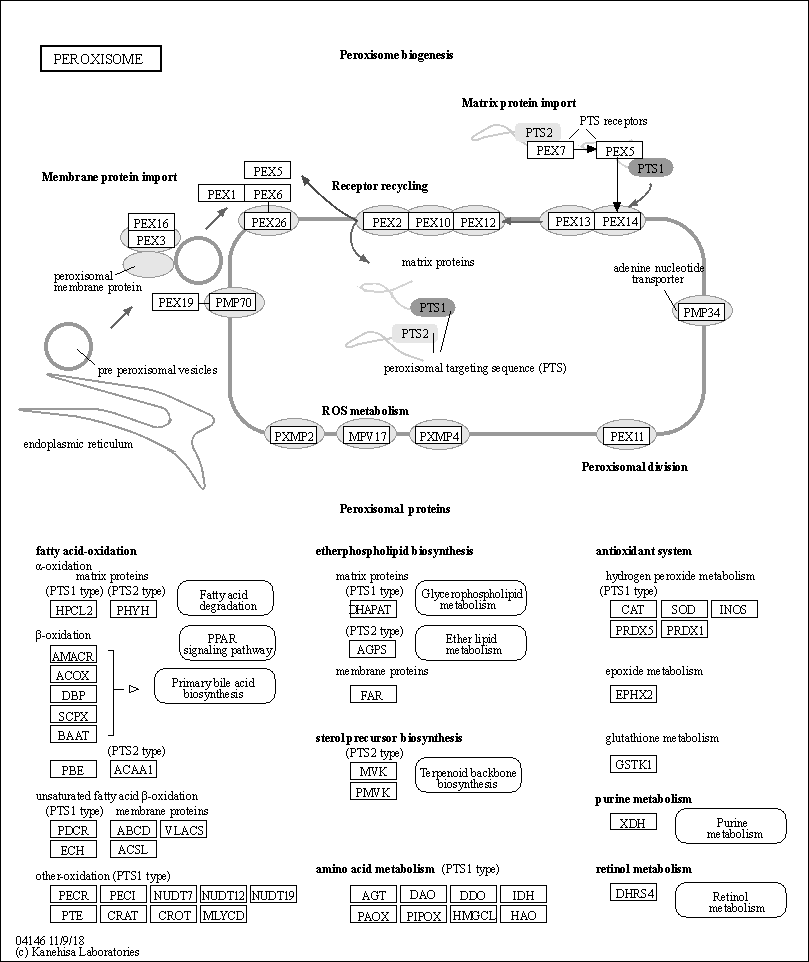 PEROXISOME
Peroxisome biogenesis
Matrix protein import
PTS receptors
PTS2
PEX7
PEX5
PTS1
Membrane protein import
PEX5
PEX1
PEX6
Receptor recycling
PEX16
PEX3
PEX26
PEX2
PEX10
PEX12
PEX13
PEX14
matrix proteins
adenine nucleotide
transporter
peroxisomal
membrane protein
PEX19
PMP70
PTS1
PMP34
PTS2
pre peroxisomal vesicles
peroxisomal targeting sequence (PTS)
ROS metabolism
endoplasmic reticulum
PXMP2
MPV17
PXMP4
PEX11
Peroxisomal division
Peroxisomal proteins
fatty acid-oxidation
α-oxidation
matrix proteins
(PTS1 type)
(PTS2 type)
HPCL2
PHYH
Fatty acid
degradation
β-oxidation
PPAR
signaling pathway
AMACR
ACOX
DBP
SCPX
BAAT
Primary bile acid
biosynthesis
(PTS2 type)
PBE
ACAA1
unsaturated fatty acid β-oxidation
(PTS1 type)
membrane proteins
PDCR
ABCD
VLACS
ECH
ACSL
other-oxidation (PTS1 type)
PECR
PECI
NUDT7
NUDT12
NUDT19
PTE
CRAT
CROT
MLYCD
etherphospholipid biosynthesis
matrix proteins
(PTS1 type)
DHAPAT
Glycerophospholipid
metabolism
(PTS2 type)
AGPS
Ether lipid
metabolism
membrane proteins
FAR
sterol precursor biosynthesis
(PTS2 type)
MVK
PMVK
Terpenoid backbone
biosynthesis
amino acid metabolism (PTS1 type)
AGT
DAO
DDO
IDH
PAOX
PIPOX
HMGCL
HAO
antioxidant system
hydrogen peroxide metabolism
(PTS1 type)
CAT
SOD
INOS
PRDX5
PRDX1
epoxide metabolism
EPHX2
glutathione metabolism
GSTK1
purine metabolism
XDH
Purine
metabolism
retinol metabolism
DHRS4
Retinol
metabolism
04146 11/9/18
(c) Kanehisa Laboratories